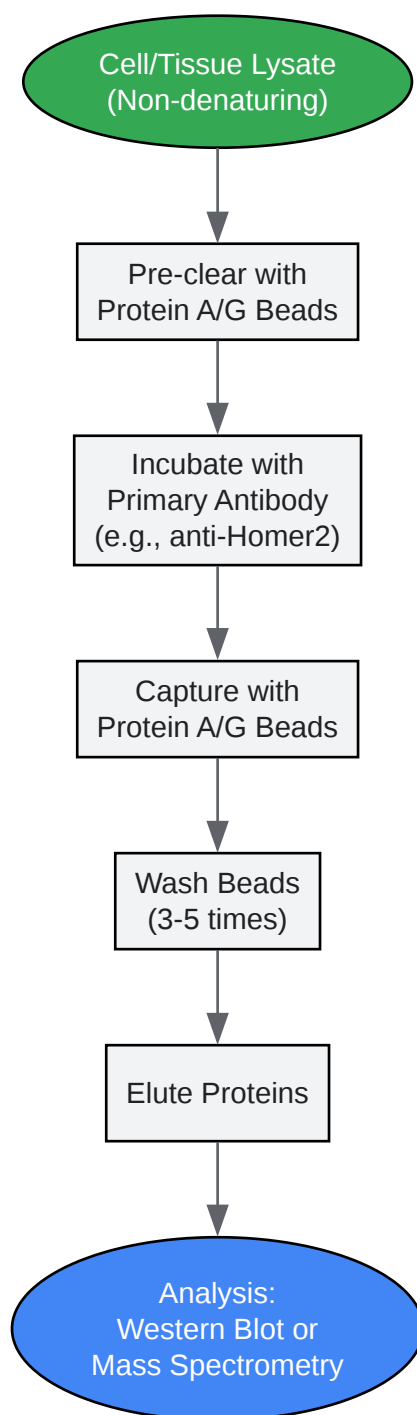 Cell/Tissue Lysate
(Non-denaturing)
Pre-clear with
Protein A/G Beads
Incubate with
Primary Antibody
(e.g., anti-Homer2)
Capture with
Protein A/G Beads
Wash Beads
(3-5 times)
Elute Proteins
Analysis:
Western Blot or
Mass Spectrometry